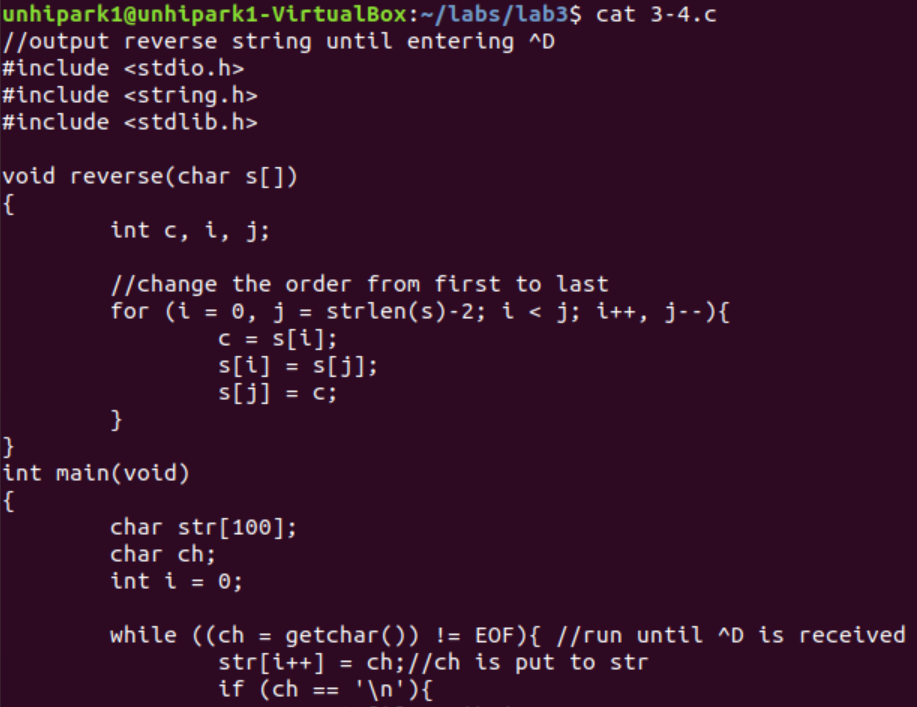 unhipark1@unhipark1-VirtualBox:~/labs/lab3$ cat 3-4.c
//output reverse string until entering ^D
#include <stdio.h>
#include <string.h>
#include <stdlib.h>

void reverse(char s[])
{
        int c, i, j;

        //change the order from first to last
        for (i = 0, j = strlen(s)-2; i < j; i++, j--){
                c = s[i];
                s[i] = s[j];
                s[j] = c;
        }
}
int main(void)
{
        char str[100];
        char ch;
        int i = 0;

        while ((ch = getchar()) != EOF){ //run until ^D is received
                str[i++] = ch;//ch is put to str
                if (ch == '\n'){